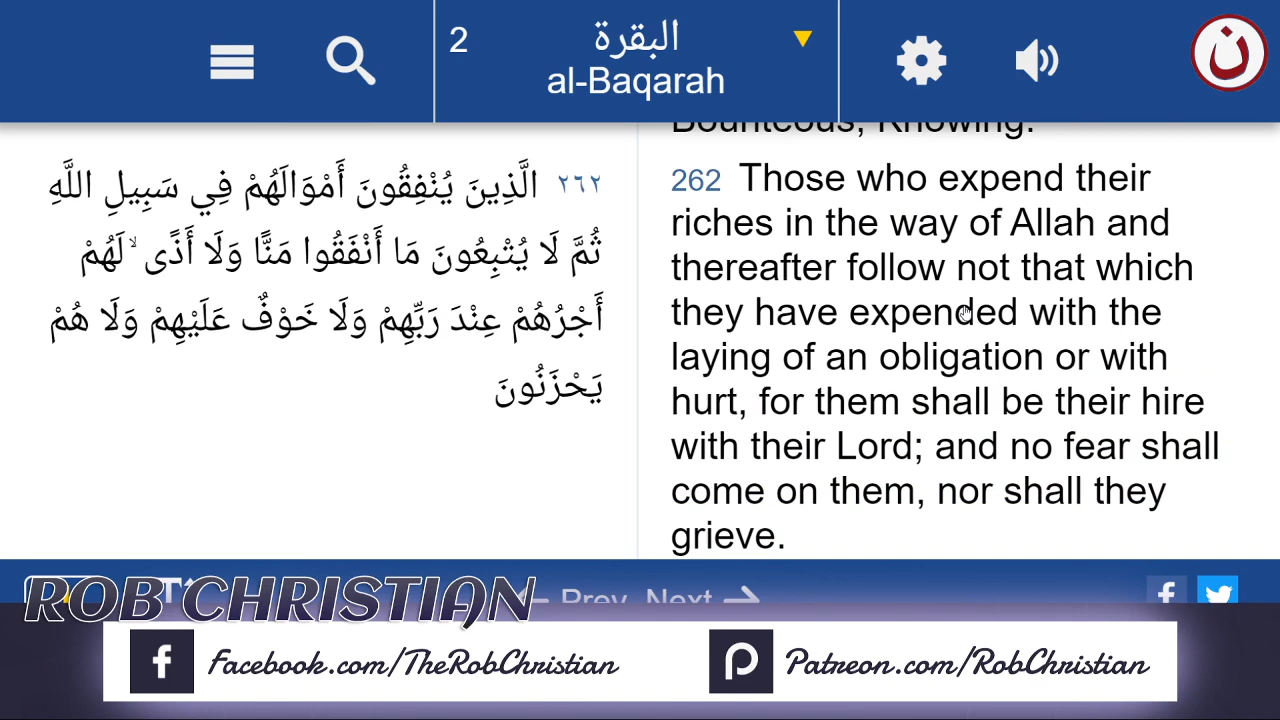 2
البقرة
al-Baqarah
ن
Bounteous, Knowing.
٢٦٢ الَّذِينَ يُنْفِقُونَ أَمْوَالَهُمْ فِي سَبِيلِ اللَّهِ
ثُمَّ لَا يُتْبِعُونَ مَا أَنْفَقُوا مَنًّا وَلَا أَذًى ۙ لَهُمْ
أَجْرُهُمْ عِنْدَ رَبِّهِمْ وَلَا خَوْفٌ عَلَيْهِمْ وَلَا هُمْ
يَحْزَنُونَ
262 Those who expend their
riches in the way of Allah and
thereafter follow not that which
they have expended with the
laying of an obligation or with
hurt, for them shall be their hire
with their Lord; and no fear shall
come on them, nor shall they
grieve.
← Prev Next →
ROB CHRISTIAN
Facebook.com/TheRobChristian
Patreon.com/RobChristian